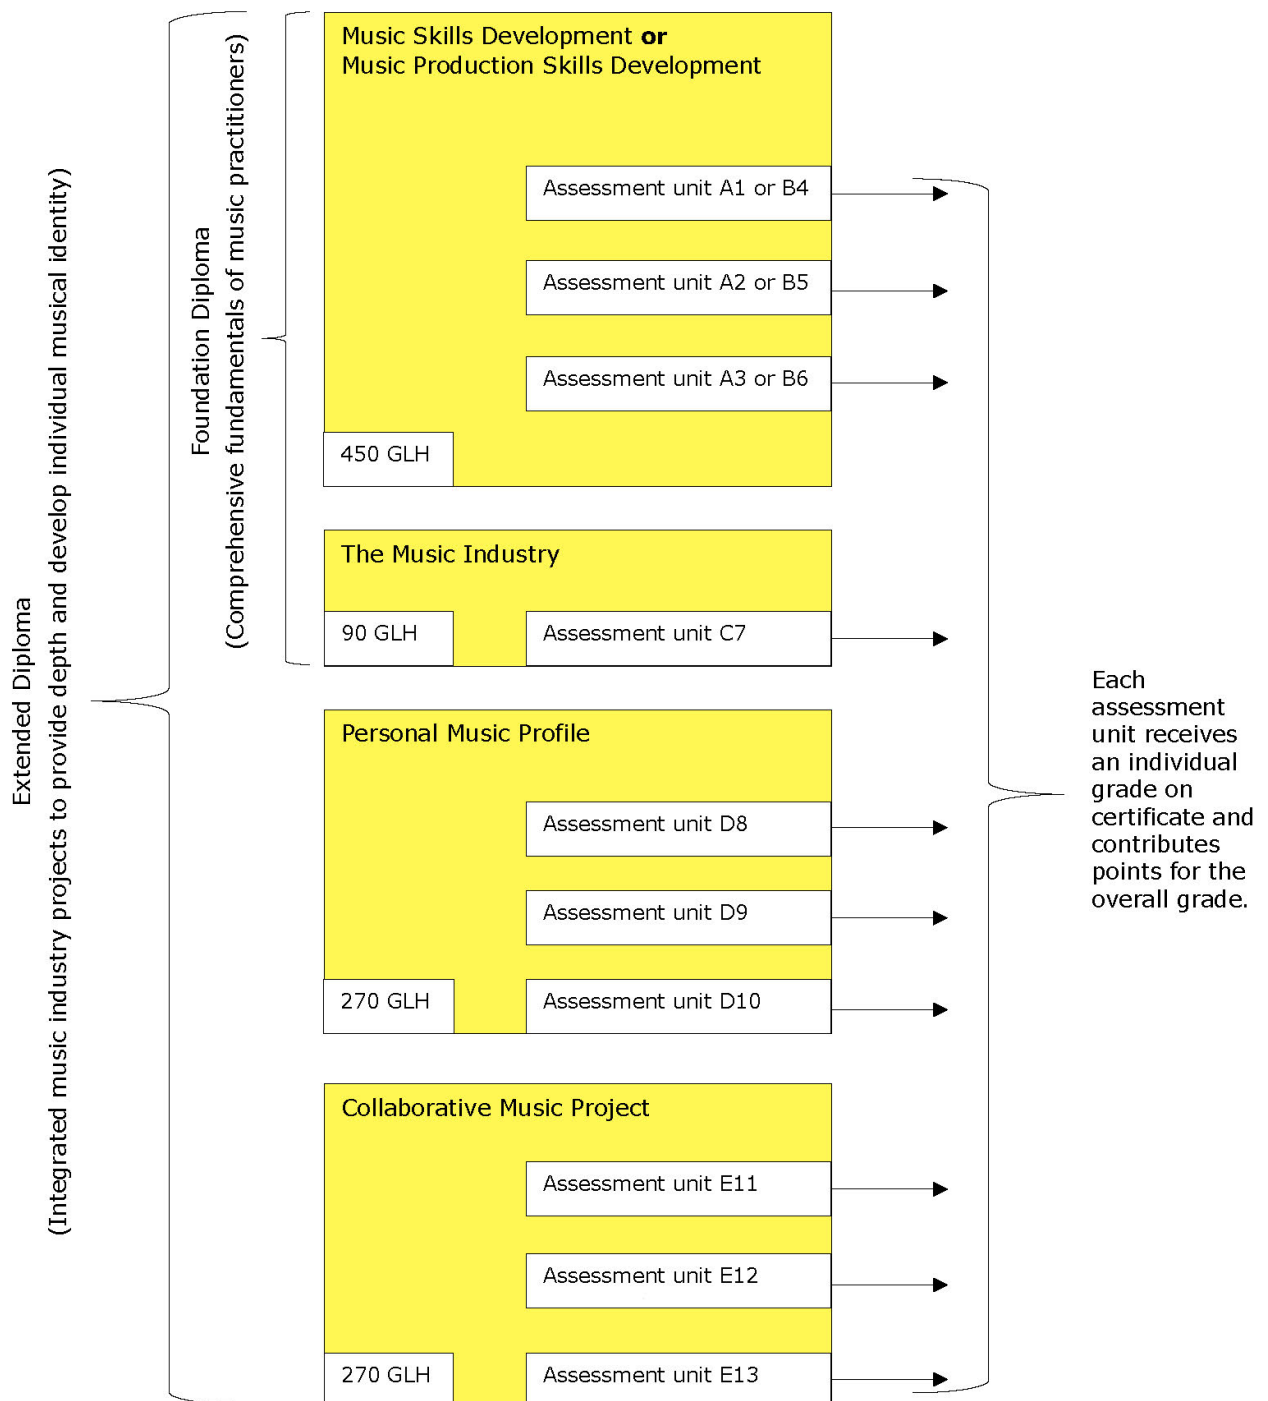 Extended Diploma
(Integrated music industry projects to provide depth and develop individual musical identity)
Foundation Diploma
(Comprehensive fundamentals of music practitioners)
Music Skills Development or
Music Production Skills Development
Assessment unit A1 or B4
Assessment unit A2 or B5
Assessment unit A3 or B6
450 GLH
The Music Industry
90 GLH
Assessment unit C7
Personal Music Profile
Assessment unit D8
Assessment unit D9
270 GLH
Assessment unit D10
Collaborative Music Project
Assessment unit E11
Assessment unit E12
270 GLH
Assessment unit E13
Each
assessment
unit receives
an individual
grade on
certificate and
contributes
points for the
overall grade.